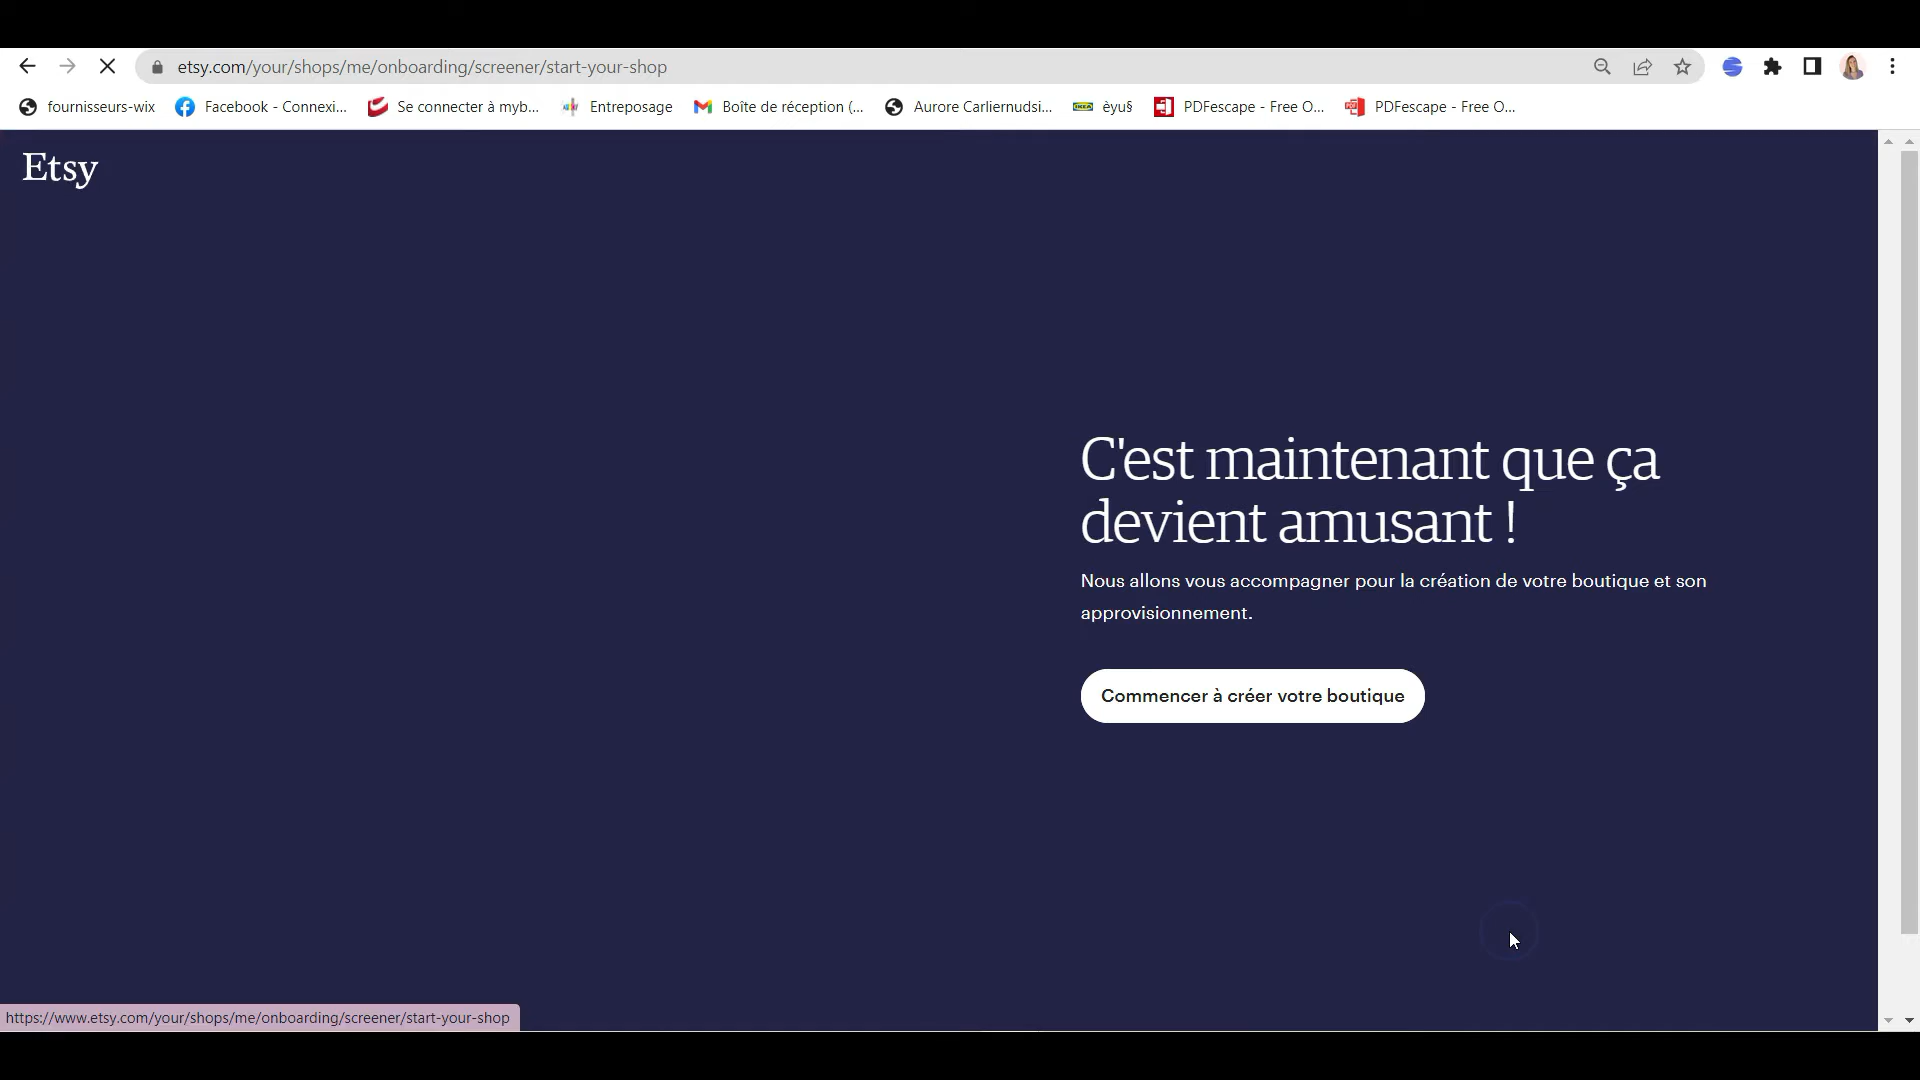 etsy.com/your/shops/me/onboarding/screener/start-your-shop
fournisseurs-wix Facebook - Connexi... Se connecter à myb... Entreposage Boîte de réception (... Aurore Carliernudsi... IKEA èyu§ PDFescape - Free O... PDFescape - Free O...
Etsy
C'est maintenant que ça
devient amusant !
Nous allons vous accompagner pour la création de votre boutique et son
approvisionnement.
Commencer à créer votre boutique
https://www.etsy.com/your/shops/me/onboarding/screener/start-your-shop